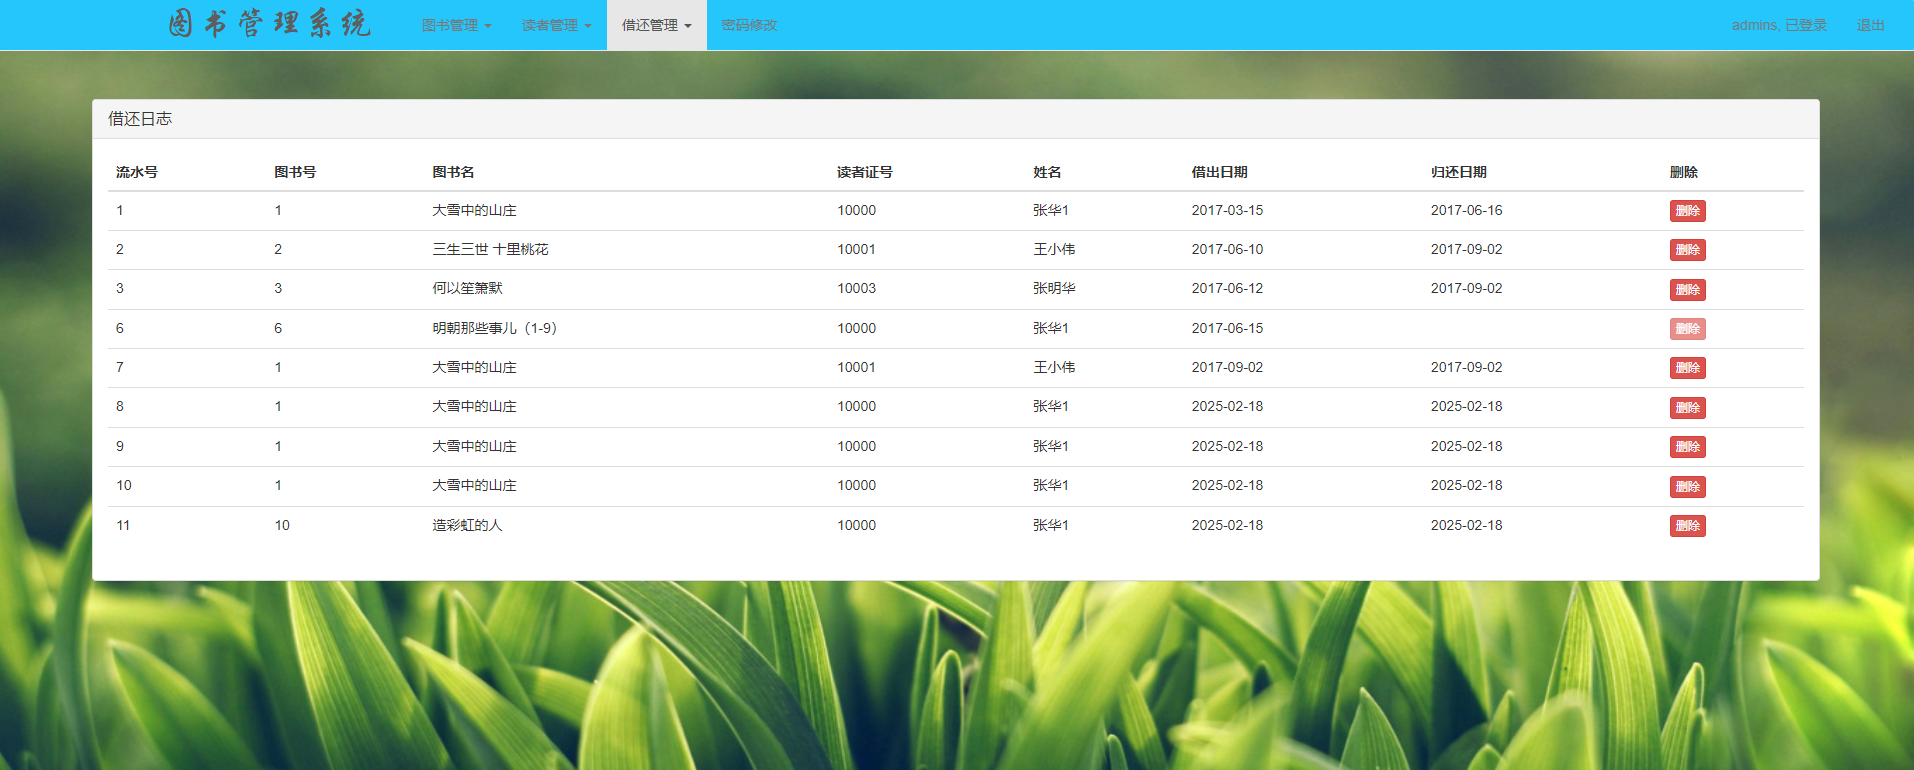 图书管理系统 图书管理 读者管理 借还管理 密码修改 admins, 已登录 退出
借还日志
流水号 图书号 图书名 读者证号 姓名 借出日期 归还日期 删除
1 1 大雪中的山庄 10000 张华1 2017-03-15 2017-06-16 删除
2 2 三生三世 十里桃花 10001 王小伟 2017-06-10 2017-09-02 删除
3 3 何以笙箫默 10003 张明华 2017-06-12 2017-09-02 删除
6 6 明朝那些事儿（1-9） 10000 张华1 2017-06-15 删除
7 1 大雪中的山庄 10001 王小伟 2017-09-02 2017-09-02 删除
8 1 大雪中的山庄 10000 张华1 2025-02-18 2025-02-18 删除
9 1 大雪中的山庄 10000 张华1 2025-02-18 2025-02-18 删除
10 1 大雪中的山庄 10000 张华1 2025-02-18 2025-02-18 删除
11 10 造彩虹的人 10000 张华1 2025-02-18 2025-02-18 删除